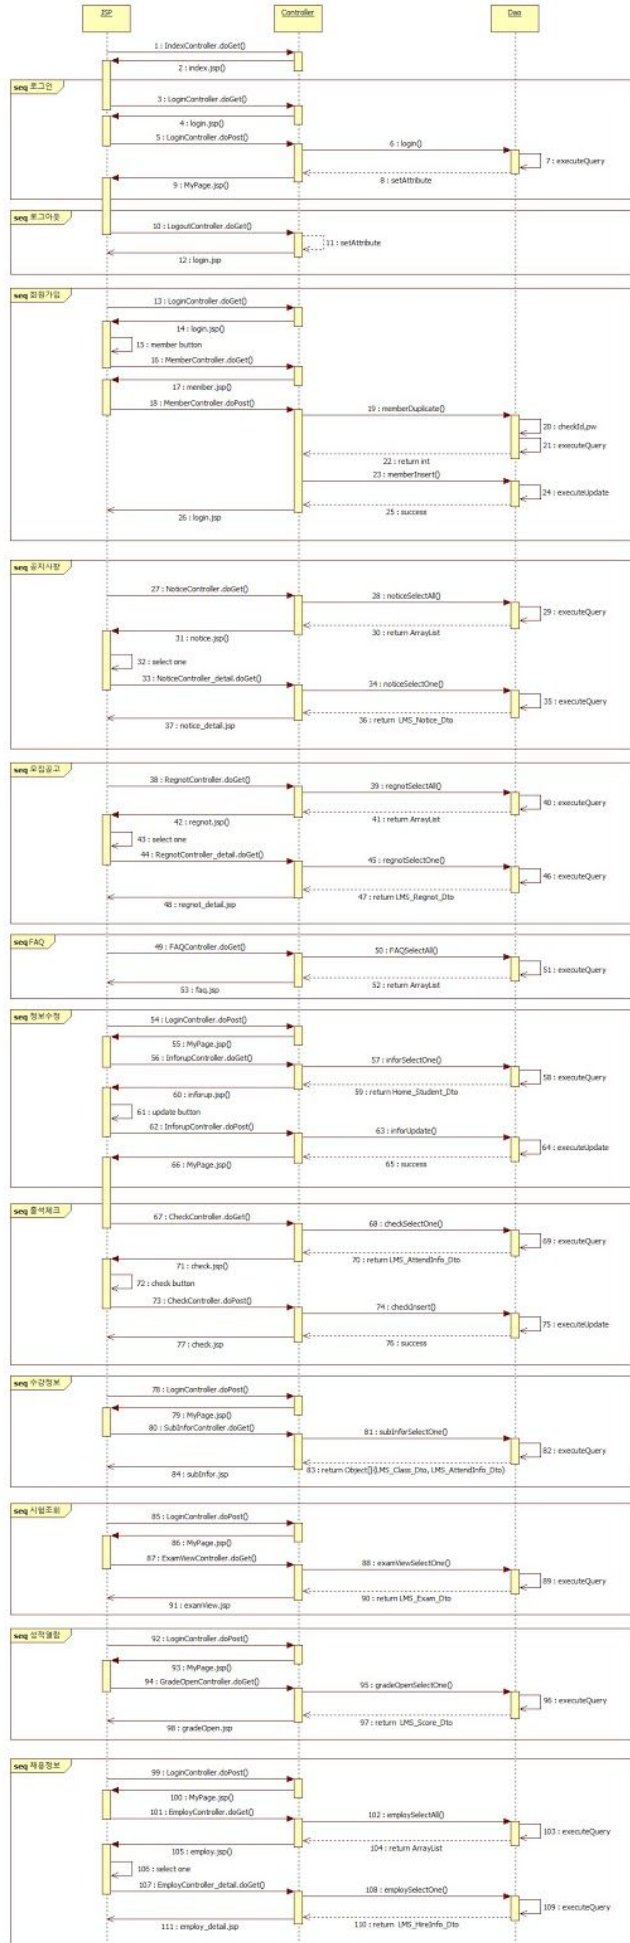 JSP
Controller
Dao
1 : IndexController.doGet()
2 : index.jsp()
seq 로그인
3 : LoginController.doGet()
4 : login.jsp()
5 : LoginController.doPost()
6 : login()
7 : executeQuery
8 : setAttribute
9 : MyPage.jsp()
seq 로그아웃
10 : LogoutController.doGet()
11 : setAttribute
12 : login.jsp
seq 회원가입
13 : LoginController.doGet()
14 : login.jsp()
15 : member button
16 : MemberController.doGet()
17 : member.jsp()
18 : MemberController.doPost()
19 : memberDuplicate()
20 : checkId,pw
21 : executeQuery
22 : return int
23 : memberInsert()
24 : executeUpdate
25 : success
26 : login.jsp
seq 공지사항
27 : NoticeController.doGet()
28 : noticeSelectAll()
29 : executeQuery
30 : return ArrayList
31 : notice.jsp()
32 : select one
33 : NoticeController_detail.doGet()
34 : noticeSelectOne()
35 : executeQuery
36 : return LMS_Notice_Dto
37 : notice_detail.jsp
seq 모집공고
38 : RegnotController.doGet()
39 : regnotSelectAll()
40 : executeQuery
41 : return ArrayList
42 : regnot.jsp()
43 : select one
44 : RegnotController_detail.doGet()
45 : regnotSelectOne()
46 : executeQuery
47 : return LMS_Regnot_Dto
48 : regnot_detail.jsp
seq FAQ
49 : FAQController.doGet()
50 : FAQSelectAll()
51 : executeQuery
52 : return ArrayList
53 : faq.jsp
seq 정보수정
54 : LoginController.doPost()
55 : MyPage.jsp()
56 : InforupController.doGet()
57 : inforSelectOne()
58 : executeQuery
59 : return Home_Student_Dto
60 : inforup.jsp()
61 : update button
62 : InforupController.doPost()
63 : inforUpdate()
64 : executeUpdate
65 : success
66 : MyPage.jsp()
seq 출석체크
67 : CheckController.doGet()
68 : checkSelectOne()
69 : executeQuery
70 : return LMS_AttendInfo_Dto
71 : check.jsp()
72 : check button
73 : CheckController.doPost()
74 : checkInsert()
75 : executeUpdate
76 : success
77 : check.jsp
seq 수강정보
78 : LoginController.doPost()
79 : MyPage.jsp()
80 : SubInforController.doGet()
81 : subInforSelectOne()
82 : executeQuery
83 : return Object[]{LMS_Class_Dto, LMS_AttendInfo_Dto}
84 : subInfor.jsp
seq 시험조회
85 : LoginController.doPost()
86 : MyPage.jsp()
87 : ExamViewController.doGet()
88 : examViewSelectOne()
89 : executeQuery
90 : return LMS_Exam_Dto
91 : examView.jsp
seq 성적열람
92 : LoginController.doPost()
93 : MyPage.jsp()
94 : GradeOpenController.doGet()
95 : gradeOpenSelectOne()
96 : executeQuery
97 : return LMS_Score_Dto
98 : gradeOpen.jsp
seq 채용정보
99 : LoginController.doPost()
100 : MyPage.jsp()
101 : EmployController.doGet()
102 : employSelectAll()
103 : executeQuery
104 : return ArrayList
105 : employ.jsp()
106 : select one
107 : EmployController_detail.doGet()
108 : employSelectOne()
109 : executeQuery
110 : return LMS_HireInfo_Dto
111 : employ_detail.jsp